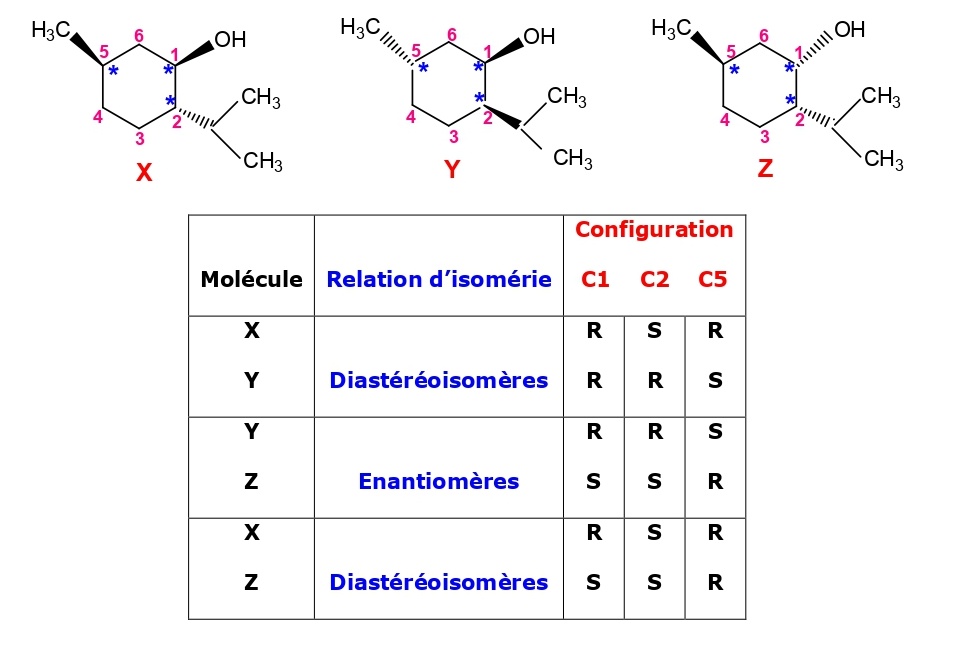 H3C 5 * 6 1 * OH * 2 CH3 CH3 3 4
X
H3C 5 * 6 1 * OH * 2 CH3 CH3 3 4
Y
H3C 5 * 6 1 * OH * 2 CH3 CH3 3 4
Z
Configuration
Molécule Relation d’isomérie C1 C2 C5
X R S R
Y Diastéréoisomères R R S
Y R R S
Z Enantiomères S S R
X R S R
Z Diastéréoisomères S S R